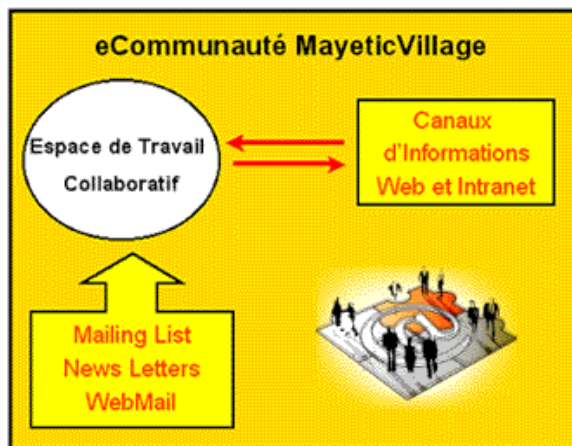 eCommunauté MayeticVillage
Espace de Travail
Collaboratif
Canaux
d'Informations
Web et Intranet
Mailing List
News Letters
WebMail